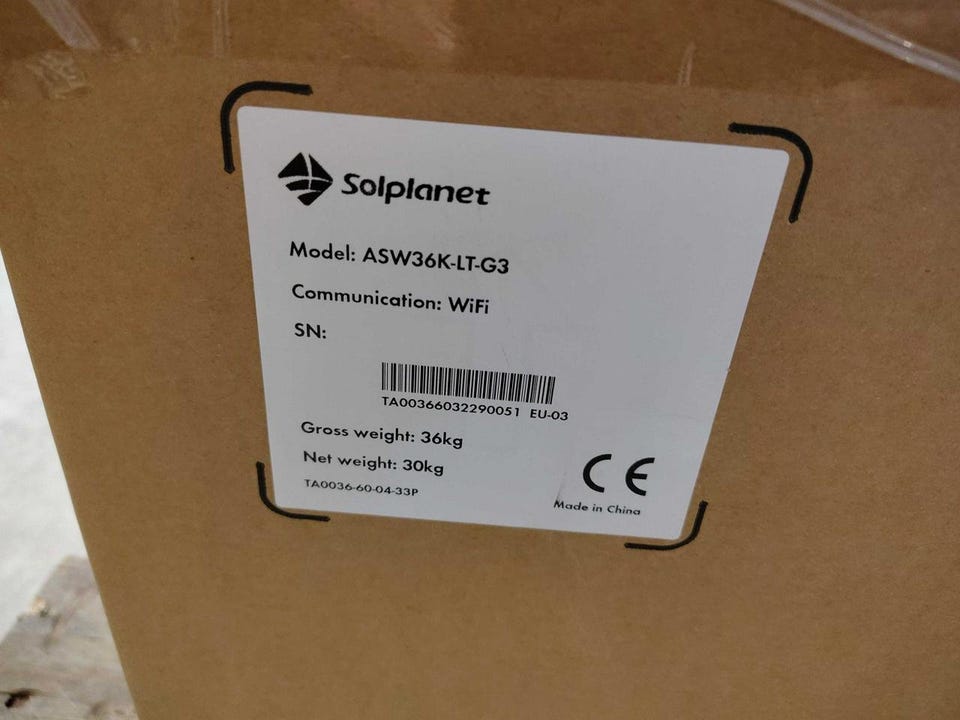 Solplanet
Model: ASW36K-LT-G3
Communication: WiFi
SN:
TA00366032290051 EU-03
Gross weight: 36kg
Net weight: 30kg
TA0036-60-04-33P
CE
Made in China